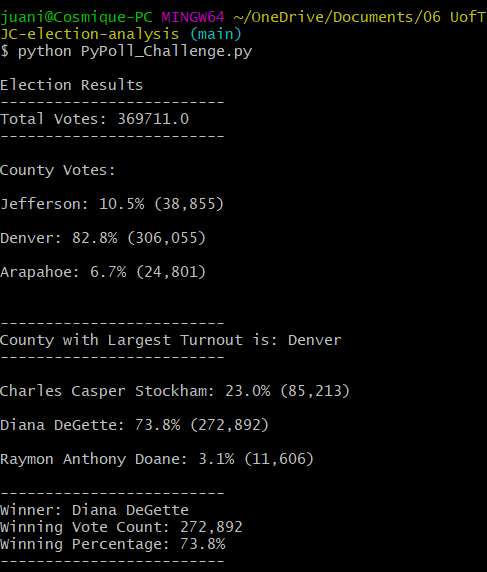 juani@Cosmique-PC MINGW64 ~/OneDrive/Documents/06 UofT
JC-election-analysis (main)
$ python PyPoll_Challenge.py
Election Results
-------------------------
Total Votes: 369711.0
-------------------------
County Votes:
Jefferson: 10.5% (38,855)
Denver: 82.8% (306,055)
Arapahoe: 6.7% (24,801)
-------------------------
County with Largest Turnout is: Denver
-------------------------
Charles Casper Stockham: 23.0% (85,213)
Diana DeGette: 73.8% (272,892)
Raymon Anthony Doane: 3.1% (11,606)
-------------------------
Winner: Diana DeGette
Winning Vote Count: 272,892
Winning Percentage: 73.8%
-------------------------